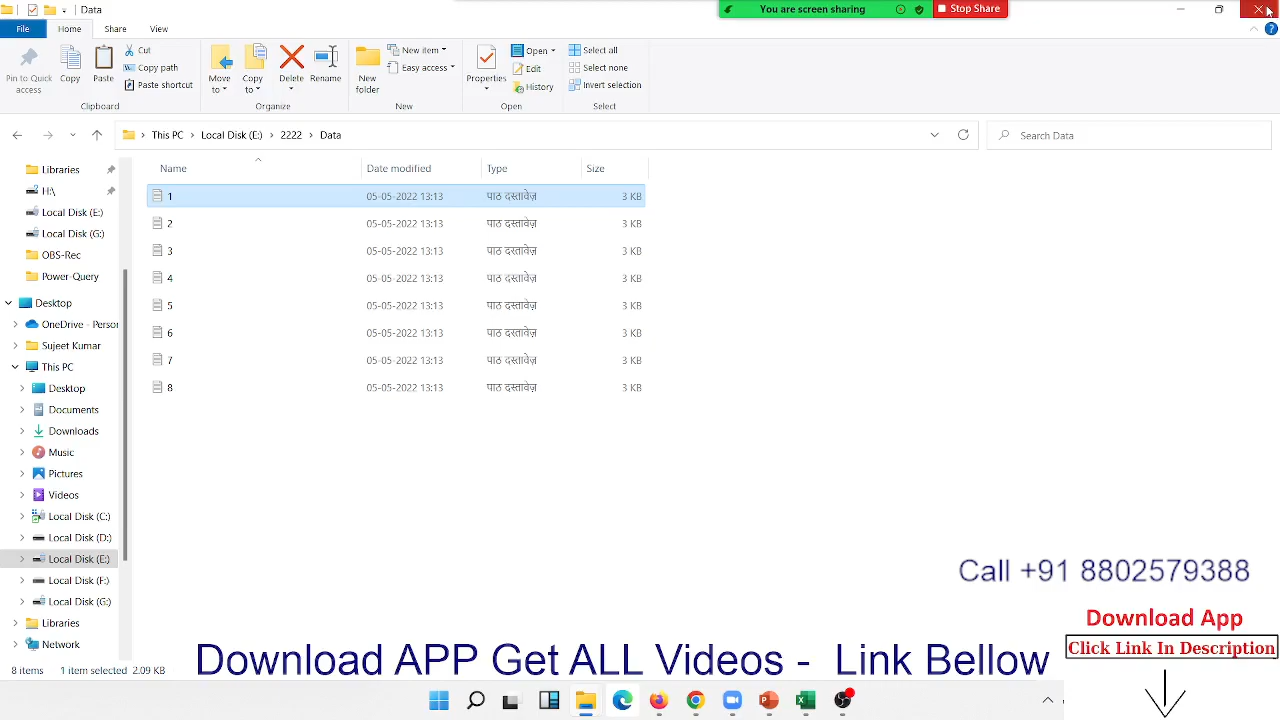 Data
You are screen sharing
Stop Share
File
Home
Share
View
Pin to Quick access
Copy
Paste
Cut
Copy path
Paste shortcut
Clipboard
Move to
Copy to
Delete
Rename
Organize
New folder
New item
Easy access
New
Properties
Open
Edit
History
Open
Select all
Select none
Invert selection
Select
This PC > Local Disk (E:) > 2222 > Data
Search Data
Name Date modified Type Size
1 05-05-2022 13:13 पाठ दस्तावेज़ 3 KB
2 05-05-2022 13:13 पाठ दस्तावेज़ 3 KB
3 05-05-2022 13:13 पाठ दस्तावेज़ 3 KB
4 05-05-2022 13:13 पाठ दस्तावेज़ 3 KB
5 05-05-2022 13:13 पाठ दस्तावेज़ 3 KB
6 05-05-2022 13:13 पाठ दस्तावेज़ 3 KB
7 05-05-2022 13:13 पाठ दस्तावेज़ 3 KB
8 05-05-2022 13:13 पाठ दस्तावेज़ 3 KB
Libraries
H:\
Local Disk (E:)
Local Disk (G:)
OBS-Rec
Power-Query
Desktop
OneDrive - Person
Sujeet Kumar
This PC
Desktop
Documents
Downloads
Music
Pictures
Videos
Local Disk (C:)
Local Disk (D:)
Local Disk (E:)
Local Disk (F:)
Local Disk (G:)
Libraries
Network
8 items 1 item selected 2.09 KB
Call +91 8802579388
Download App
Click Link In Description
Download APP Get ALL Videos - Link Bellow